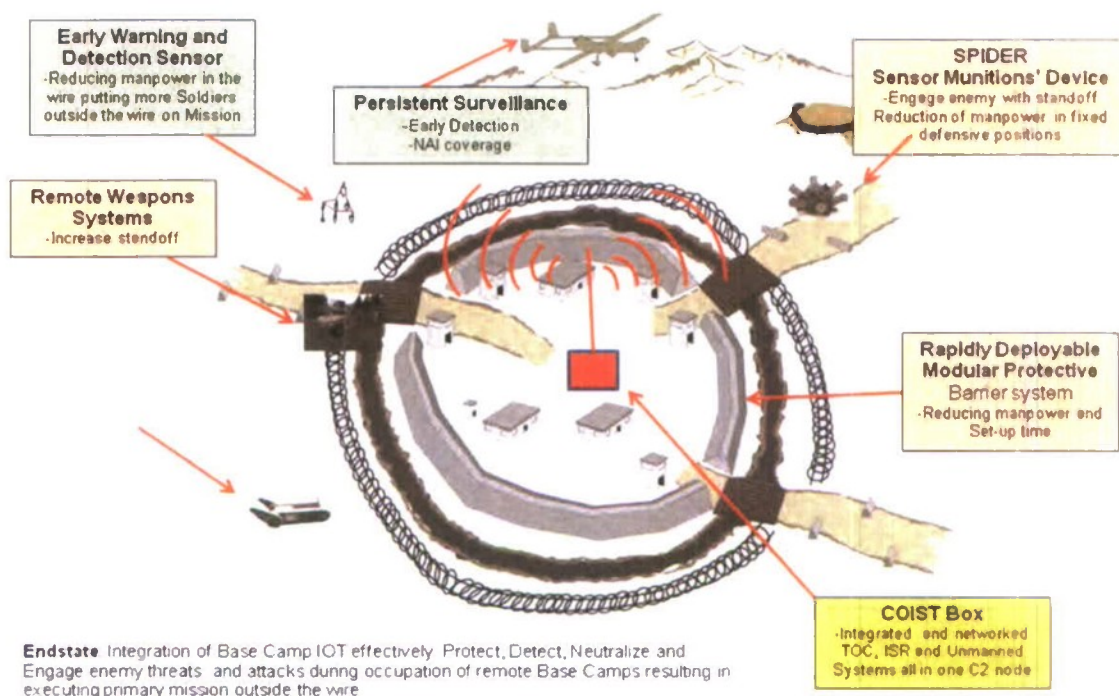 Early Warning and
Detection Sensor
-Reducing manpower in the
wire putting more Soldiers
outside the wire on Mission
Persistent Surveillance
-Early Detection
-NAI coverage
SPIDER
Sensor Munitions' Device
-Engage enemy with standoff
Reduction of manpower in fixed
defensive positions
Remote Weapons
Systems
-Increase standoff
Rapidly Deployable
Modular Protective
Barrier system
-Reducing manpower and
Set-up time
COIST Box
-Integrated and networked
TOC, ISR and Unmanned
Systems all in one C2 node
Endstate Integration of Base Camp IOT effectively Protect, Detect, Neutralize and
Engage enemy threats and attacks during occupation of remote Base Camps resulting in
executing primary mission outside the wire